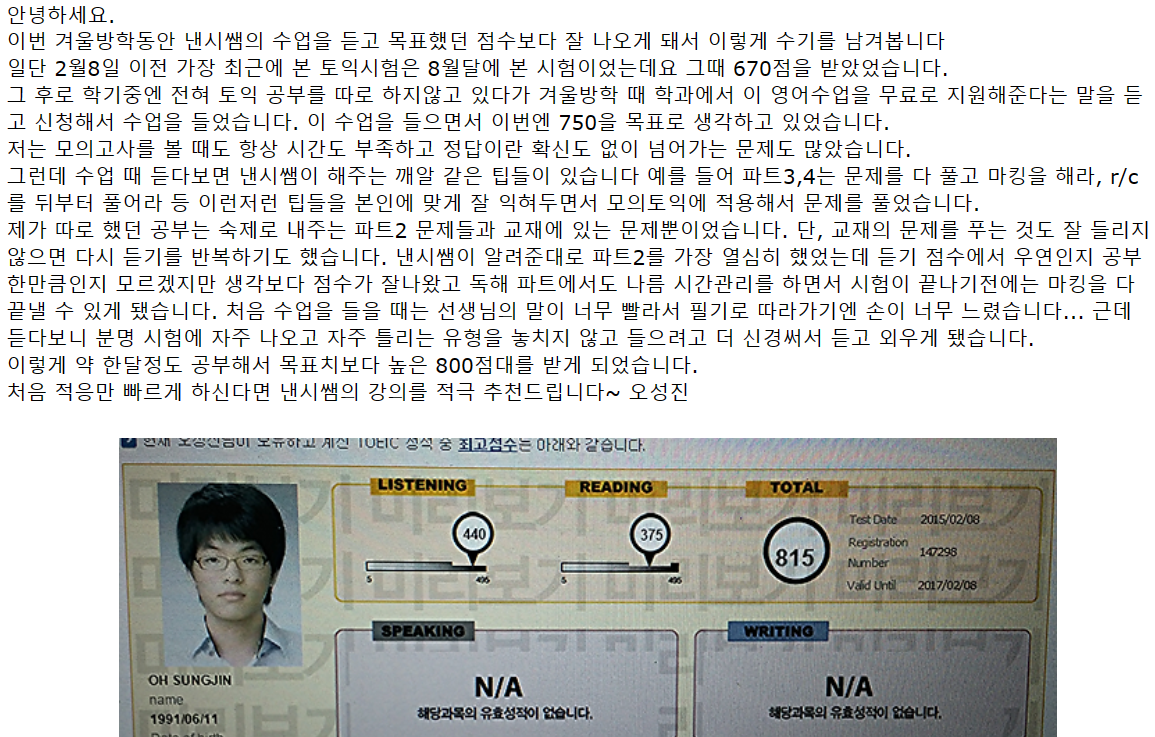 안녕하세요.
이번 겨울방학동안 낸시쌤의 수업을 듣고 목표했던 점수보다 잘 나오게 돼서 이렇게 수기를 남겨봅니다
일단 2월8일 이전 가장 최근에 본 토익시험은 8월달에 본 시험이었는데요 그때 670점을 받았었습니다.
그 후로 학기중엔 전혀 토익 공부를 따로 하지않고 있다가 겨울방학 때 학과에서 이 영어수업을 무료로 지원해준다는 말을 듣
고 신청해서 수업을 들었습니다. 이 수업을 들으면서 이번엔 750을 목표로 생각하고 있었습니다.
저는 모의고사를 볼 때도 항상 시간도 부족하고 정답이란 확신도 없이 넘어가는 문제도 많았습니다.
그런데 수업 때 듣다보면 낸시쌤이 해주는 깨알 같은 팁들이 있습니다 예를 들어 파트3,4는 문제를 다 풀고 마킹을 해라, r/c
를 뒤부터 풀어라 등 이런저런 팁들을 본인에 맞게 잘 익혀두면서 모의토익에 적용해서 문제를 풀었습니다.
제가 따로 했던 공부는 숙제로 내주는 파트2 문제들과 교재에 있는 문제뿐이었습니다. 단, 교재의 문제를 푸는 것도 잘 들리지
않으면 다시 듣기를 반복하기도 했습니다. 낸시쌤이 알려준대로 파트2를 가장 열심히 했었는데 듣기 점수에서 우연인지 공부
한만큼인지 모르겠지만 생각보다 점수가 잘나왔고 독해 파트에서도 나름 시간관리를 하면서 시험이 끝나기전에는 마킹을 다
끝낼 수 있게 됐습니다. 처음 수업을 들을 때는 선생님의 말이 너무 빨라서 필기로 따라가기엔 손이 너무 느렸습니다... 근데
듣다보니 분명 시험에 자주 나오고 자주 틀리는 유형을 놓치지 않고 들으려고 더 신경써서 듣고 외우게 됐습니다.
이렇게 약 한달정도 공부해서 목표치보다 높은 800점대를 받게 되었습니다.
처음 적응만 빠르게 하신다면 낸시쌤의 강의를 적극 추천드립니다~ 오성진
현재 오성진님이 보유하고 계신 TOEIC 성적 중 최고점수는 아래와 같습니다.
LISTENING READING TOTAL
440 375 815
5 495 5 495
Test Date 2015/02/08
Registration Number 147298
Valid Until 2017/02/08
SPEAKING WRITING
N/A N/A
해당과목의 유효성적이 없습니다. 해당과목의 유효성적이 없습니다.
OH SUNGJIN
name
1991/06/11
Date of birth
미리보기